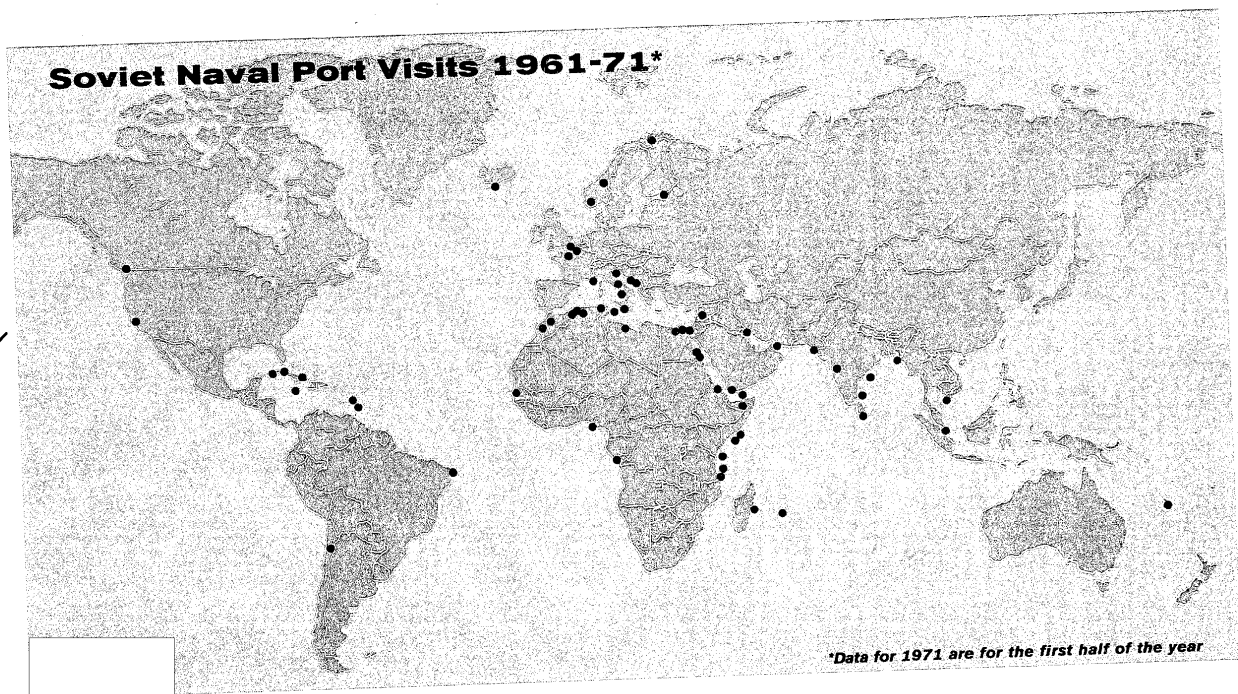 Soviet Naval Port Visits 1961-71*
*Data for 1971 are for the first half of the year